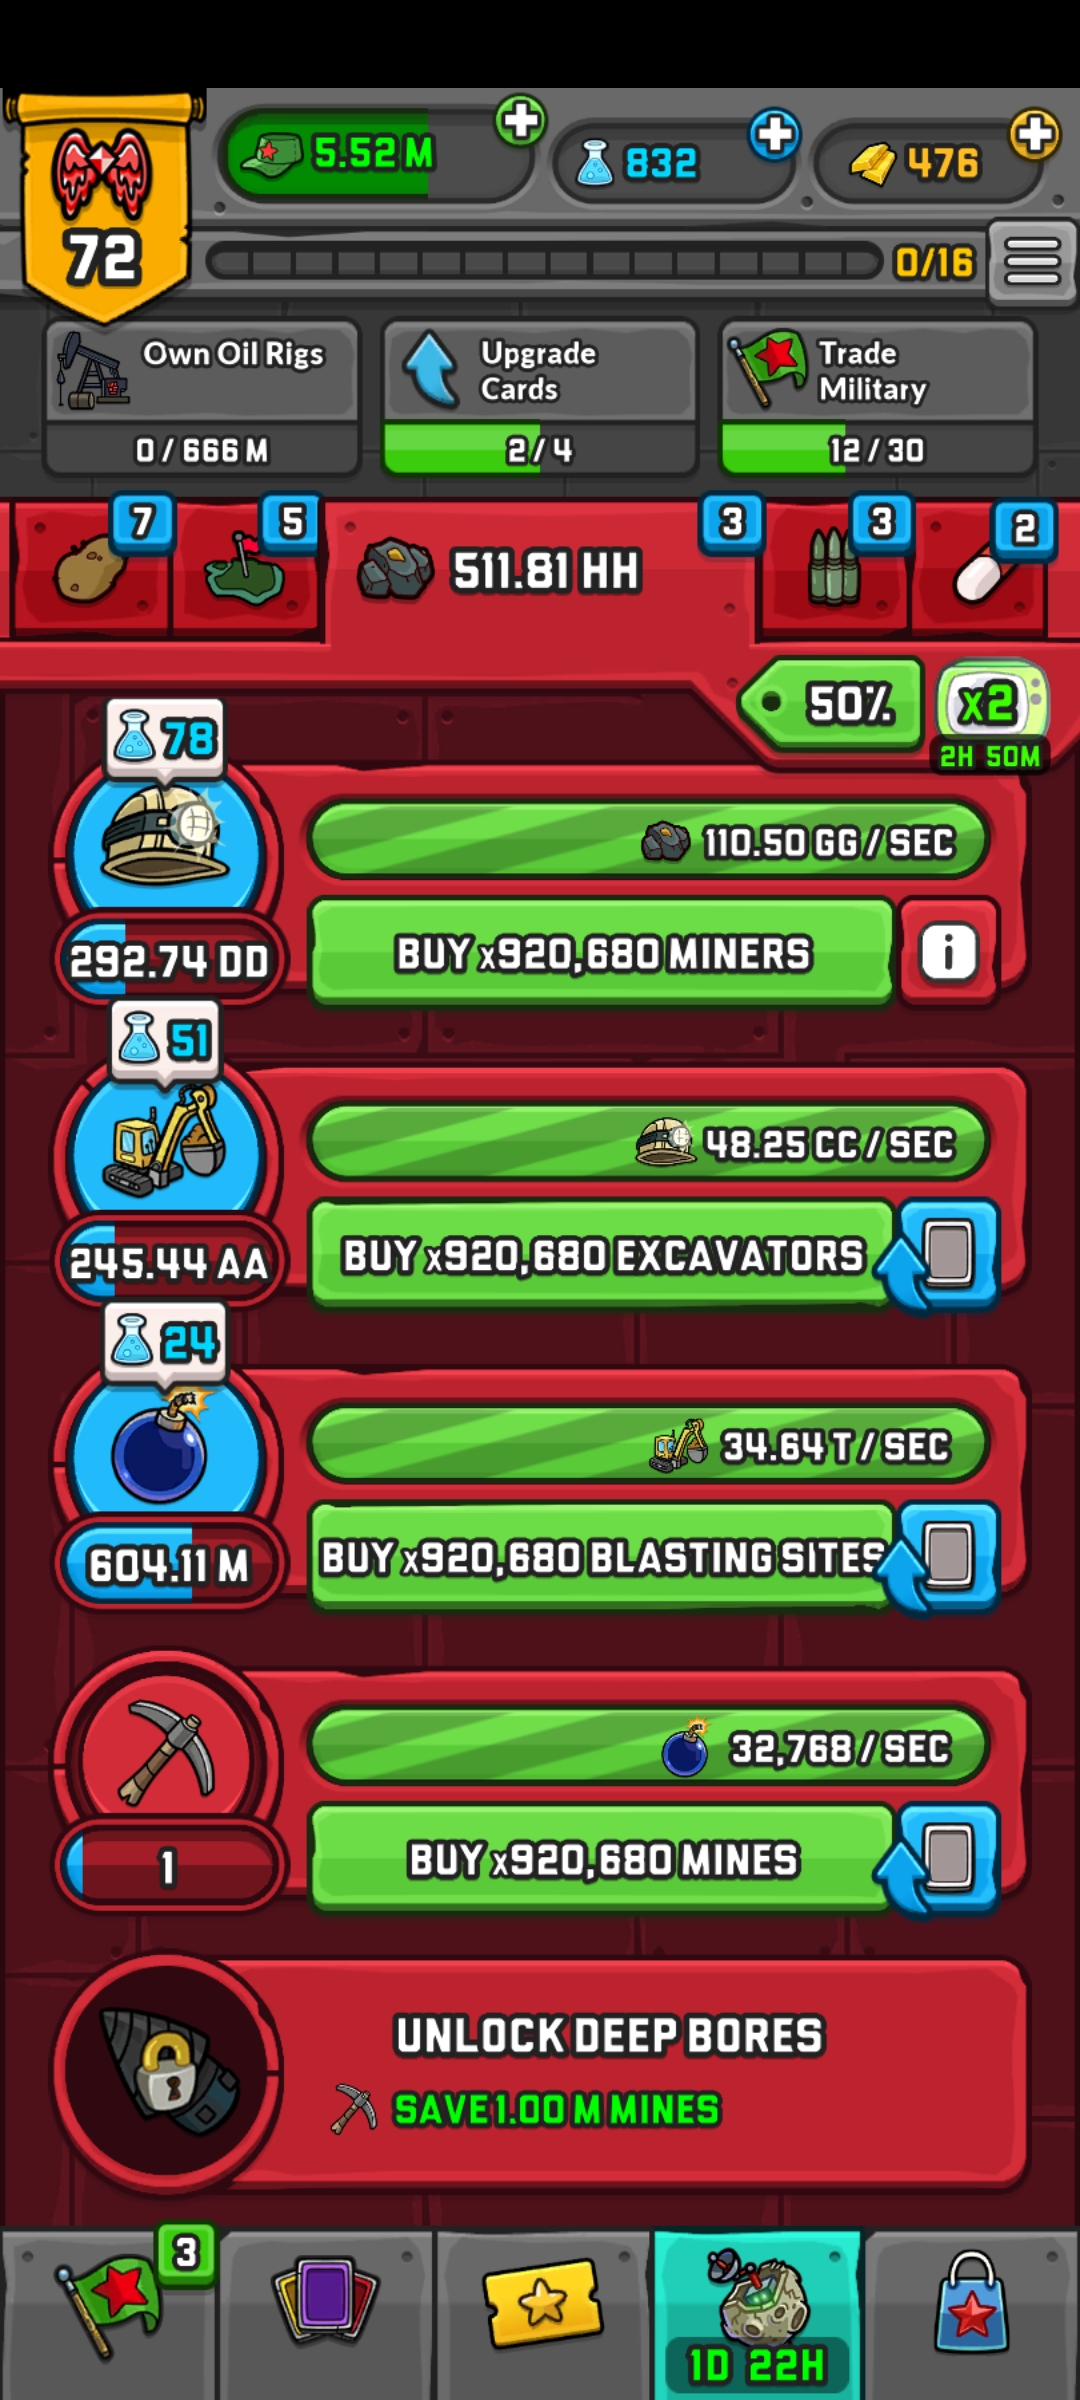 72
5.52 M
832
476
0/16
Own Oil Rigs
0 / 666 M
Upgrade
Cards
2 / 4
Trade
Military
12 / 30
7
5
511.81 HH
3
3
2
50%
x2
2H 50M
78
110.50 GG / SEC
292.74 DD
BUY x920,680 MINERS
i
51
48.25 CC / SEC
245.44 AA
BUY x920,680 EXCAVATORS
24
34.64 T / SEC
604.11 M
BUY x920,680 BLASTING SITES
32,768 / SEC
1
BUY x920,680 MINES
UNLOCK DEEP BORES
SAVE 1.00 M MINES
3
1D 22H